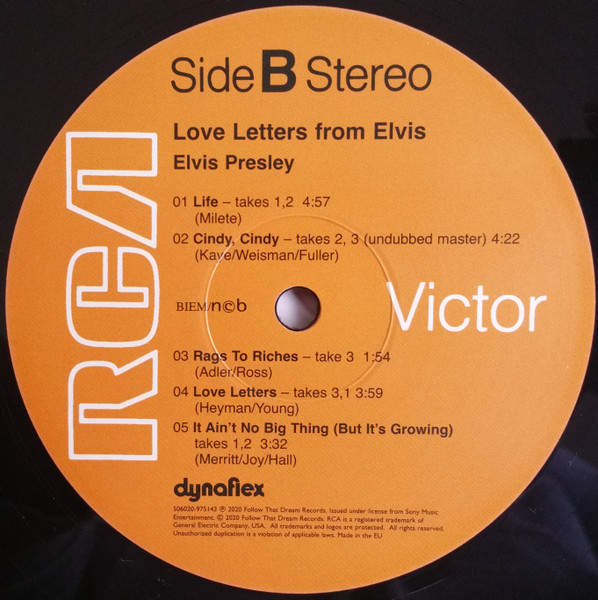 Side B Stereo
Love Letters from Elvis
Elvis Presley
RCA
01 Life – takes 1,2 4:57
(Milete)
02 Cindy, Cindy – takes 2, 3 (undubbed master) 4:22
(Kaye/Weisman/Fuller)
BIEM/n©b
Victor
03 Rags To Riches – take 3 1:54
(Adler/Ross)
04 Love Letters – takes 3,1 3:59
(Heyman/Young)
05 It Ain't No Big Thing (But It's Growing)
takes 1,2 3:32
(Merritt/Joy/Hall)
dynaflex
506020-975143 ℗ 2020 Follow That Dream Records. Issued under license from Sony Music
Entertainment. © 2020 Follow That Dream Records. RCA is a registered trademark of
General Electric Company, USA. All trademarks and logos are protected. All rights reserved.
Unauthorized duplication is a violation of applicable laws. Made in the EU